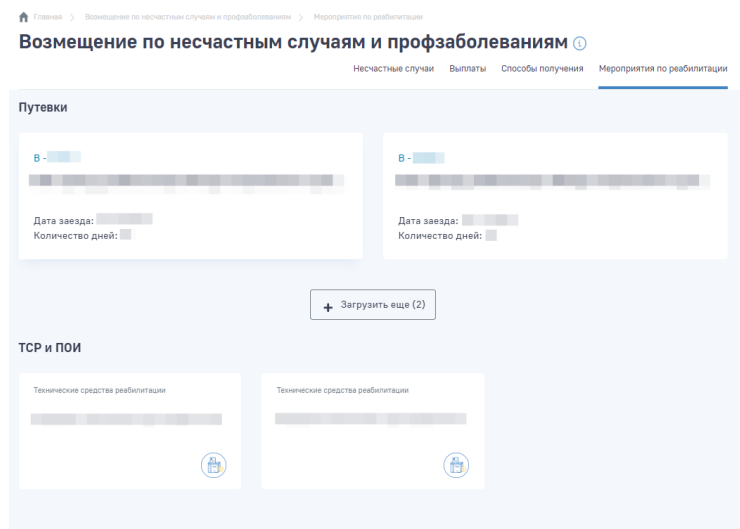 Главная > Возмещение по несчастным случаям и профзаболеваниям > Мероприятия по реабилитации
Возмещение по несчастным случаям и профзаболеваниям
Несчастные случаи Выплаты Способы получения Мероприятия по реабилитации
Путевки
В -
В -
Дата заезда:
Количество дней:
Дата заезда:
Количество дней:
+ Загрузить еще (2)
ТСР и ПОИ
Технические средства реабилитации
Технические средства реабилитации